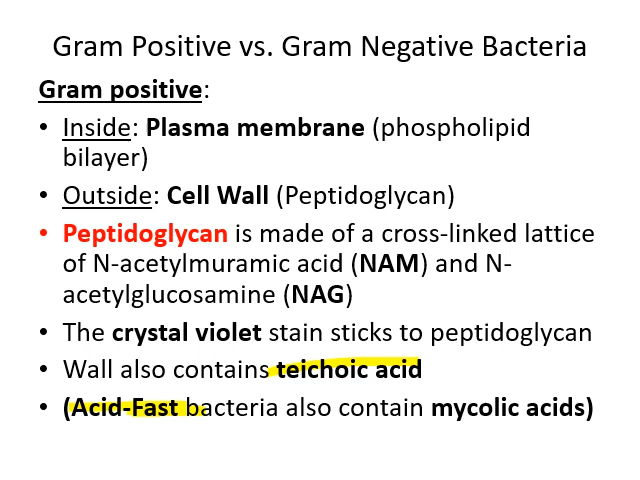 Gram Positive vs. Gram Negative Bacteria
Gram positive:
• Inside: Plasma membrane (phospholipid
bilayer)
• Outside: Cell Wall (Peptidoglycan)
• Peptidoglycan is made of a cross-linked lattice
of N-acetylmuramic acid (NAM) and N-
acetylglucosamine (NAG)
• The crystal violet stain sticks to peptidoglycan
• Wall also contains teichoic acid
• (Acid-Fast bacteria also contain mycolic acids)